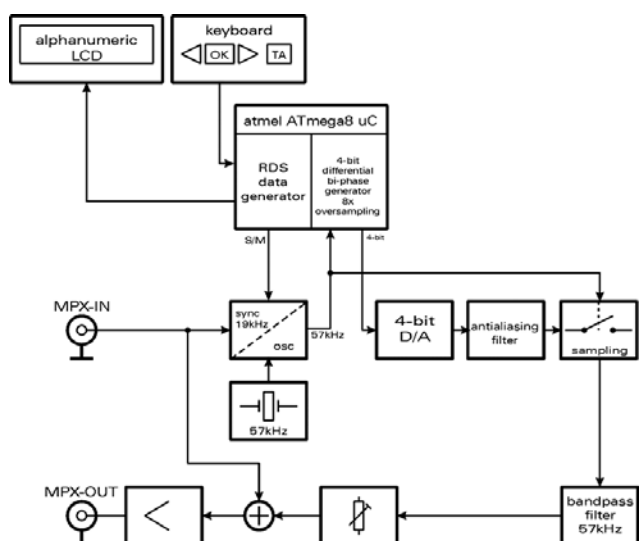 alphanumeric
LCD
keyboard
OK
TA
atmel ATmega8 uC
RDS
data
generator
4-bit
differential
bi-phase
generator
8x
oversampling
S/M
4-bit
MPX-IN
sync
19kHz
osc
57kHz
4-bit
D/A
antialiasing
filter
sampling
57kHz
MPX-OUT
bandpass
filter
57kHz